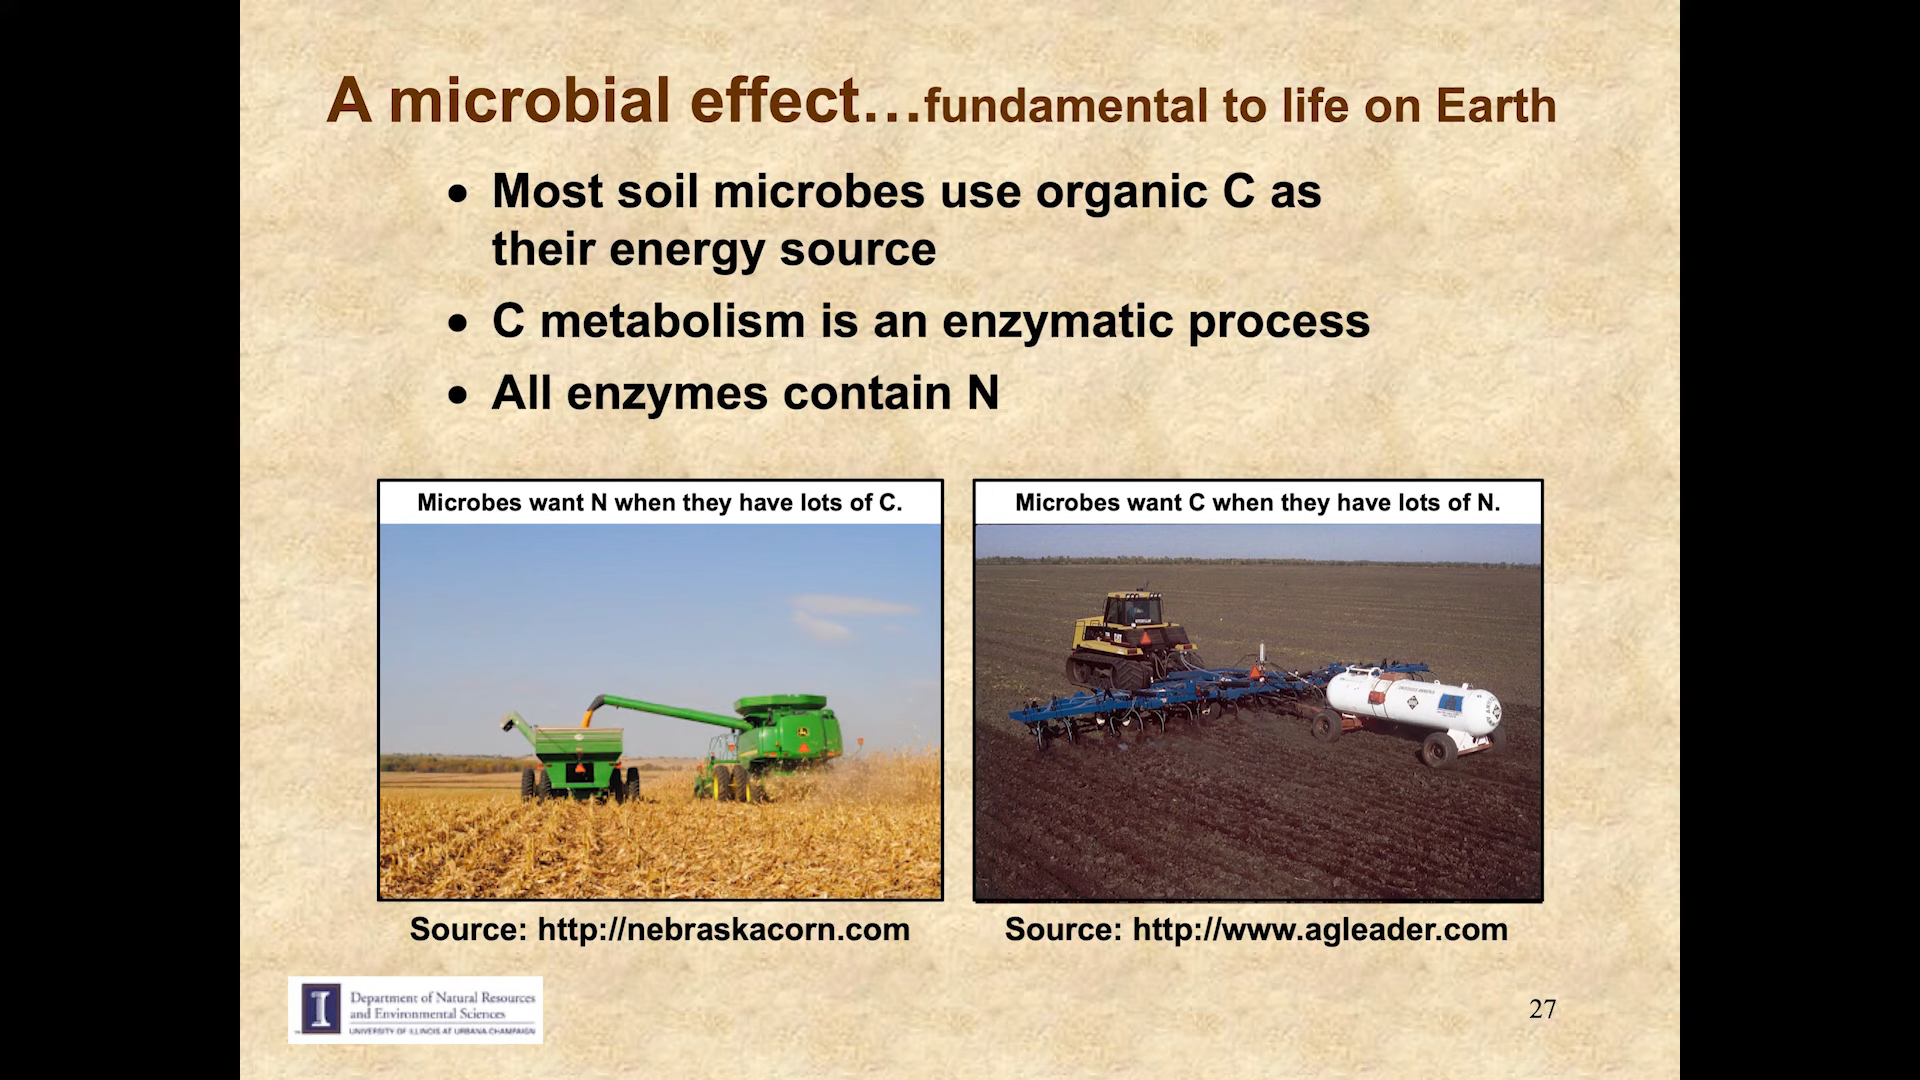 A microbial effect…fundamental to life on Earth
• Most soil microbes use organic C as
their energy source
• C metabolism is an enzymatic process
• All enzymes contain N
Microbes want N when they have lots of C.
Microbes want C when they have lots of N.
CAT
Source: http://nebraskacorn.com
Source: http://www.agleader.com
I
Department of Natural Resources
and Environmental Sciences
UNIVERSITY OF ILLINOIS AT URBANA-CHAMPAIGN
27